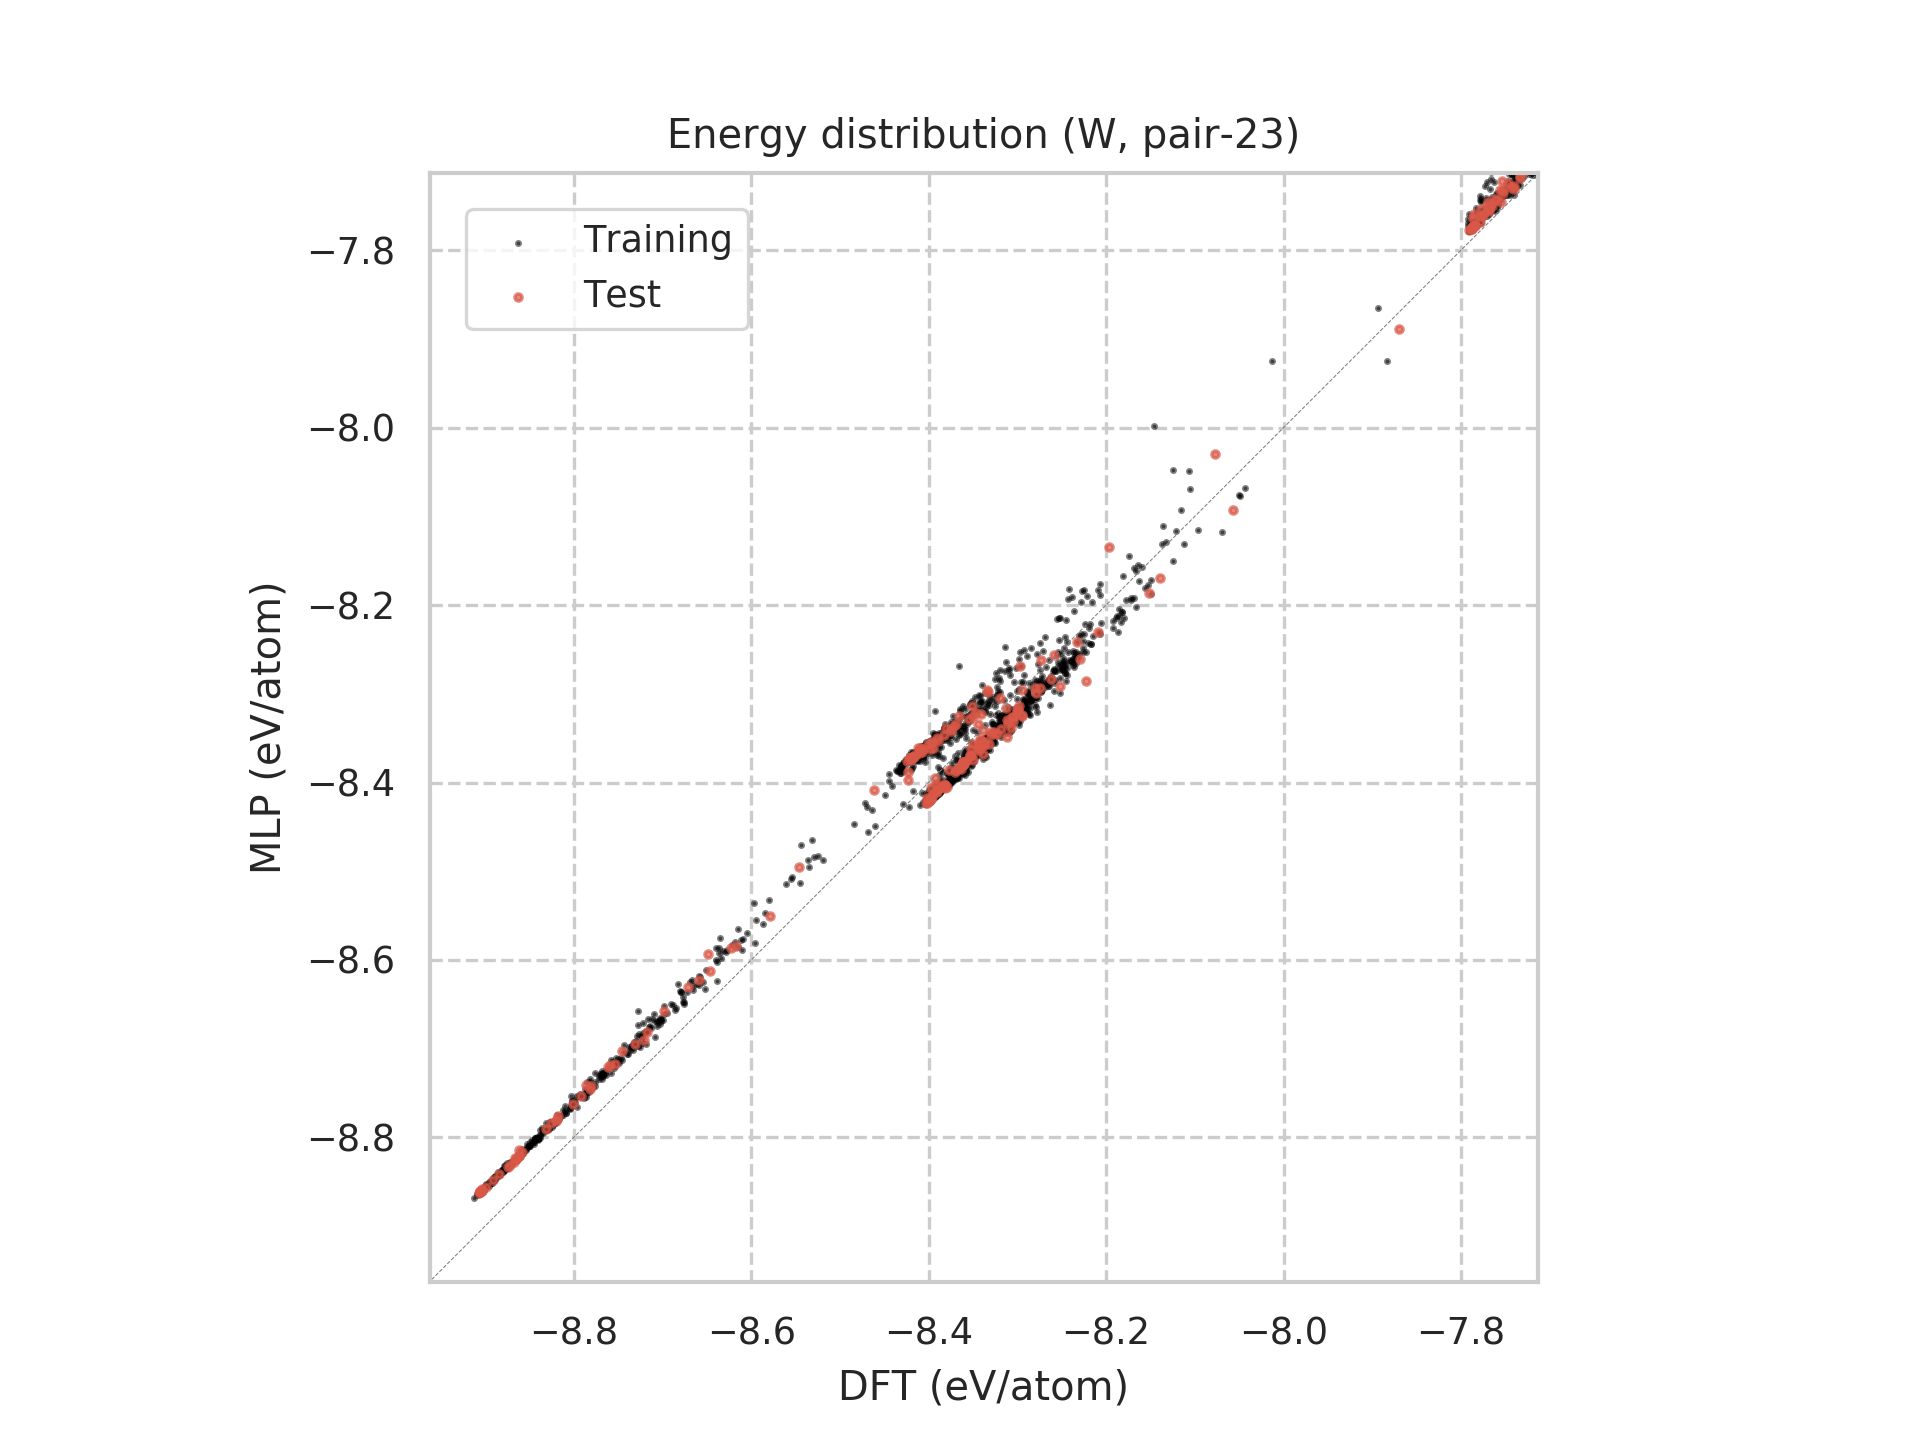 Energy distribution (W, pair-23)
Training
Test
−7.8
−8.0
−8.2
−8.4
−8.6
−8.8
MLP (eV/atom)
−8.8
−8.6
−8.4
−8.2
−8.0
−7.8
DFT (eV/atom)